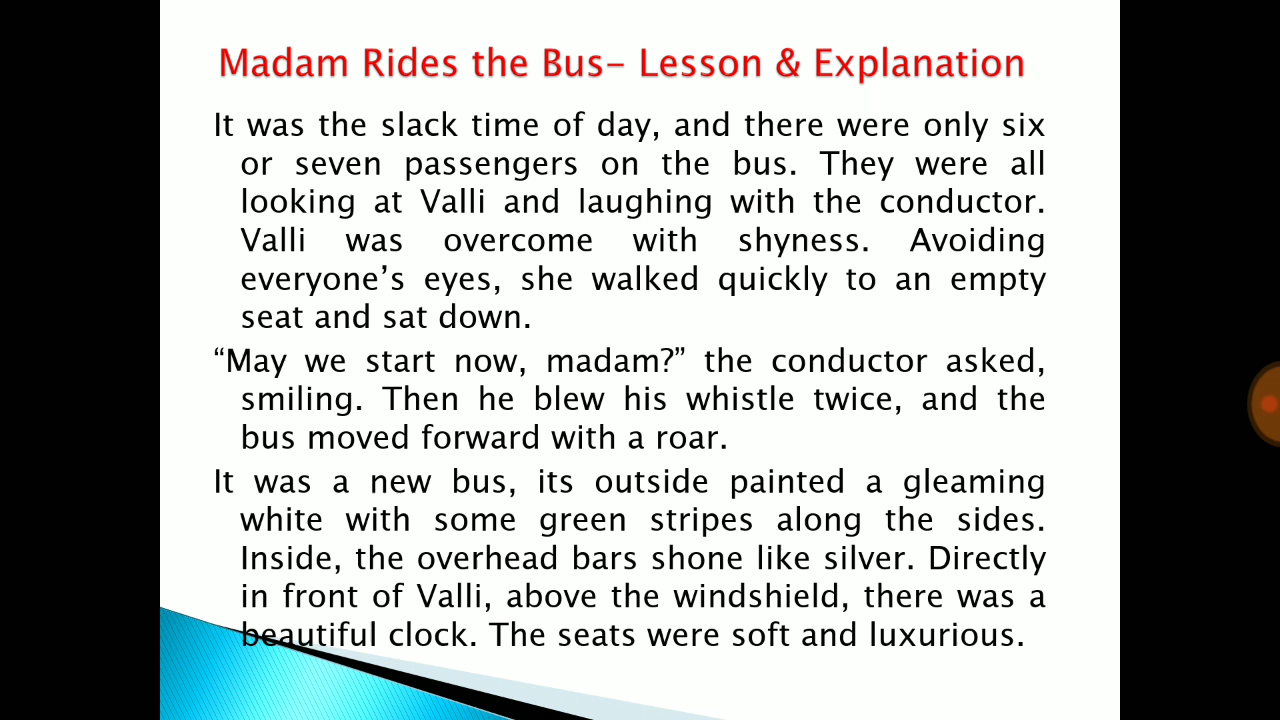 Madam Rides the Bus– Lesson & Explanation
It was the slack time of day, and there were only six
or seven passengers on the bus. They were all
looking at Valli and laughing with the conductor.
Valli was overcome with shyness. Avoiding
everyone’s eyes, she walked quickly to an empty
seat and sat down.
“May we start now, madam?” the conductor asked,
smiling. Then he blew his whistle twice, and the
bus moved forward with a roar.
It was a new bus, its outside painted a gleaming
white with some green stripes along the sides.
Inside, the overhead bars shone like silver. Directly
in front of Valli, above the windshield, there was a
beautiful clock. The seats were soft and luxurious.